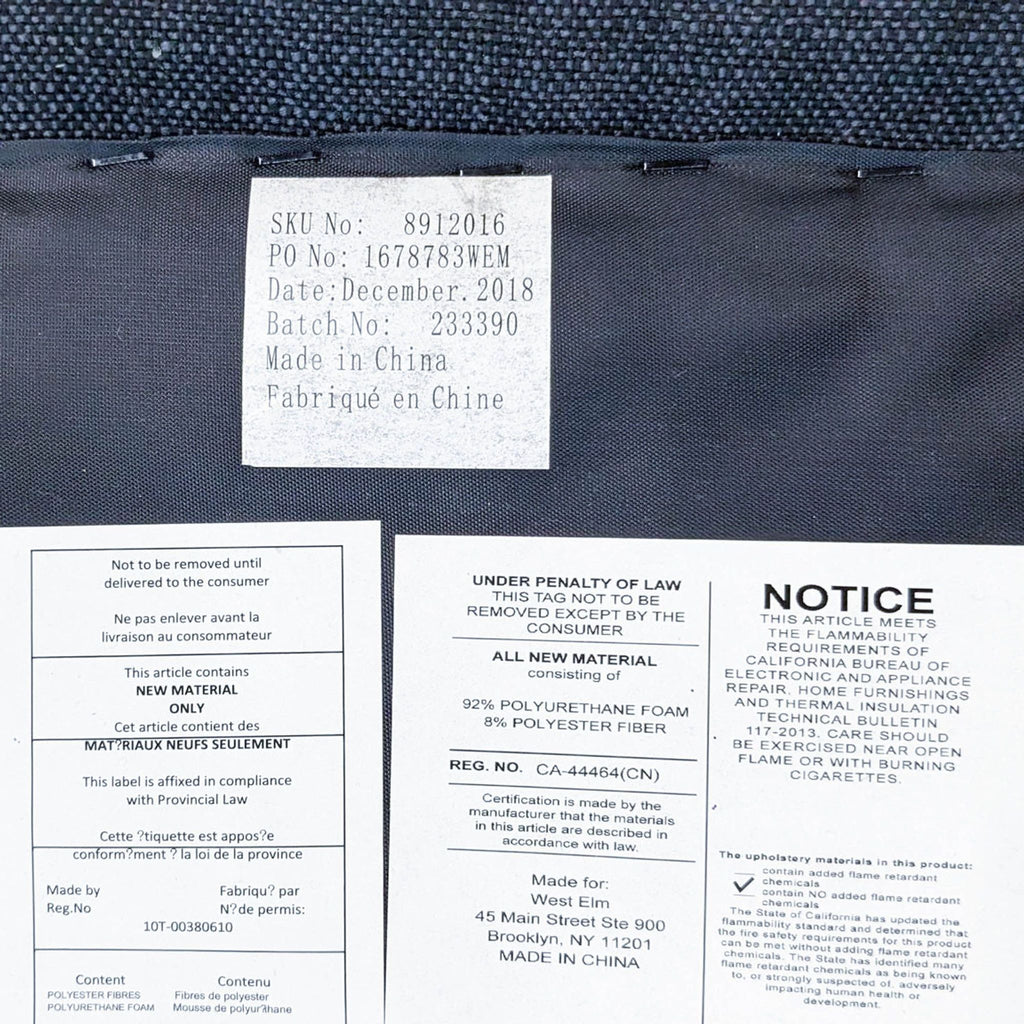 SKU No: 8912016
PO No: 1678783WEM
Date:December.2018
Batch No: 233390
Made in China
Fabriqué en Chine
Not to be removed until
delivered to the consumer
Ne pas enlever avant la
livraison au consommateur
This article contains
NEW MATERIAL
ONLY
Cet article contient des
MAT?RIAUX NEUFS SEULEMENT
This label is affixed in compliance
with Provincial Law
Cette ?tiquette est appos?e
conform?ment ? la loi de la province
Made by Fabriqu? par
Reg.No N?de permis:
10T-00380610
Content Contenu
POLYESTER FIBRES Fibres de polyester
POLYURETHANE FOAM Mousse de polyur?thane
UNDER PENALTY OF LAW
THIS TAG NOT TO BE
REMOVED EXCEPT BY THE
CONSUMER
ALL NEW MATERIAL
consisting of
92% POLYURETHANE FOAM
8% POLYESTER FIBER
REG. NO. CA-44464(CN)
Certification is made by the
manufacturer that the materials
in this article are described in
accordance with law.
Made for:
West Elm
45 Main Street Ste 900
Brooklyn, NY 11201
MADE IN CHINA
NOTICE
THIS ARTICLE MEETS
THE FLAMMABILITY
REQUIREMENTS OF
CALIFORNIA BUREAU OF
ELECTRONIC AND APPLIANCE
REPAIR, HOME FURNISHINGS
AND THERMAL INSULATION
TECHNICAL BULLETIN
117-2013. CARE SHOULD
BE EXERCISED NEAR OPEN
FLAME OR WITH BURNING
CIGARETTES.
The upholstery materials in this product:
contain added flame retardant
chemicals
contain NO added flame retardant
chemicals
The State of California has updated the
flammability standard and determined that
the fire safety requirements for this product
can be met without adding flame retardant
chemicals. The State has identified many
flame retardant chemicals as being known
to, or strongly suspected of, adversely
impacting human health or
development.